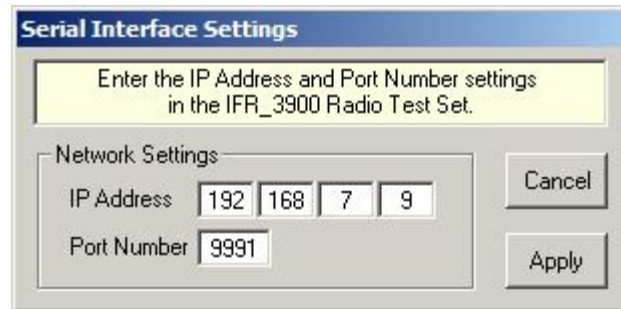 Serial Interface Settings
Enter the IP Address and Port Number settings
in the IFR_3900 Radio Test Set.
Network Settings
IP Address 192 168 7 9
Cancel
Port Number 9991
Apply